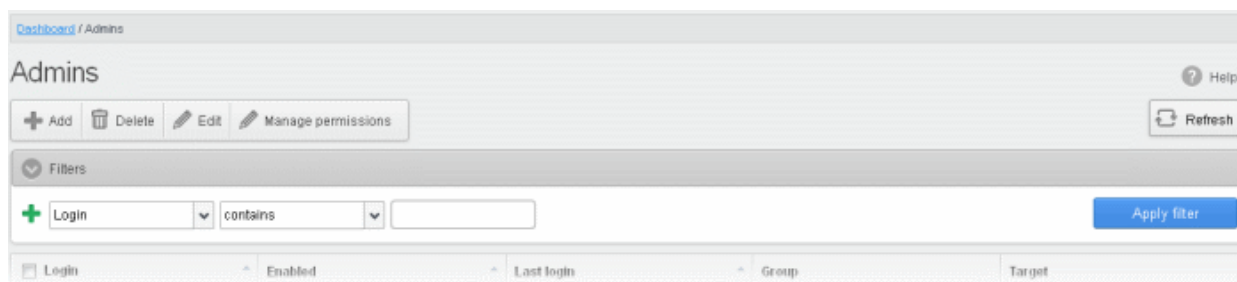 Dashboard / Admins
Admins
Help
Add Delete Edit Manage permissions
Refresh
Filters
Login contains
Apply filter
Login Enabled Last login Group Target